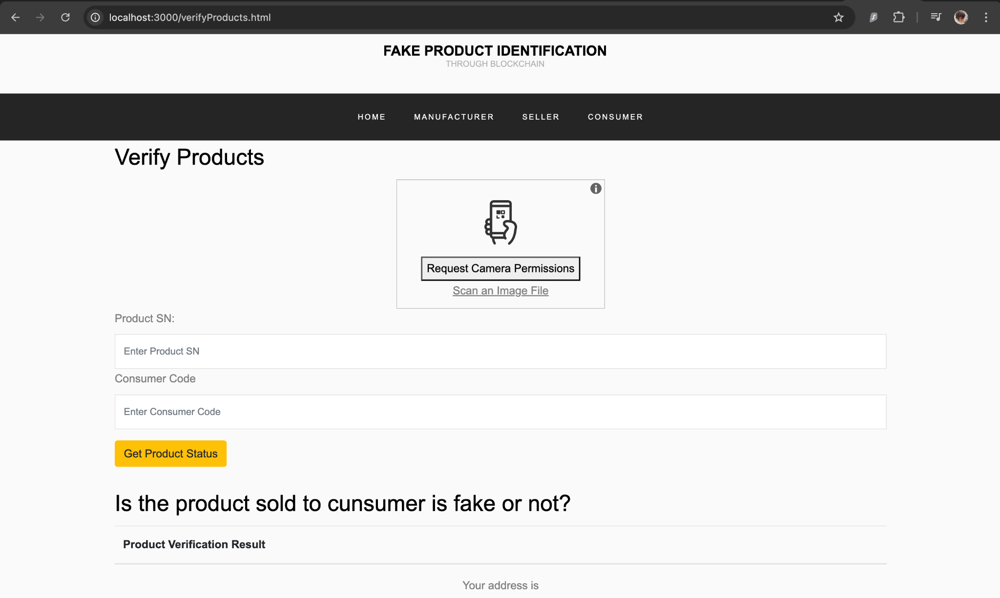 localhost:3000/verifyProducts.html
FAKE PRODUCT IDENTIFICATION
THROUGH BLOCKCHAIN
HOME MANUFACTURER SELLER CONSUMER
Verify Products
Request Camera Permissions
Scan an Image File
Product SN:
Enter Product SN
Consumer Code
Enter Consumer Code
Get Product Status
Is the product sold to cunsumer is fake or not?
Product Verification Result
Your address is